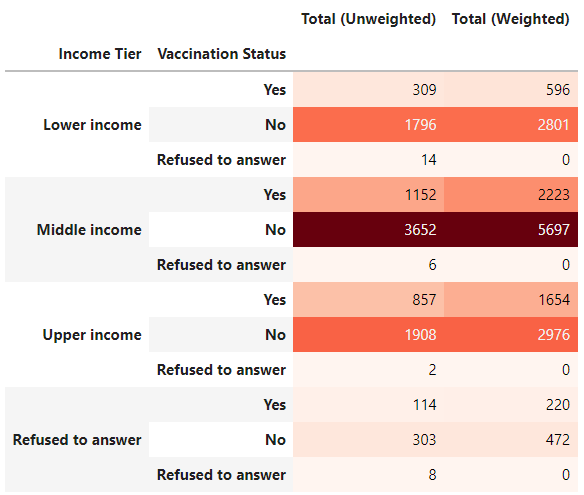 Total (Unweighted) Total (Weighted)
Income Tier Vaccination Status
Yes 309 596
Lower income No 1796 2801
Refused to answer 14 0
Yes 1152 2223
Middle income No 3652 5697
Refused to answer 6 0
Yes 857 1654
Upper income No 1908 2976
Refused to answer 2 0
Yes 114 220
Refused to answer No 303 472
Refused to answer 8 0